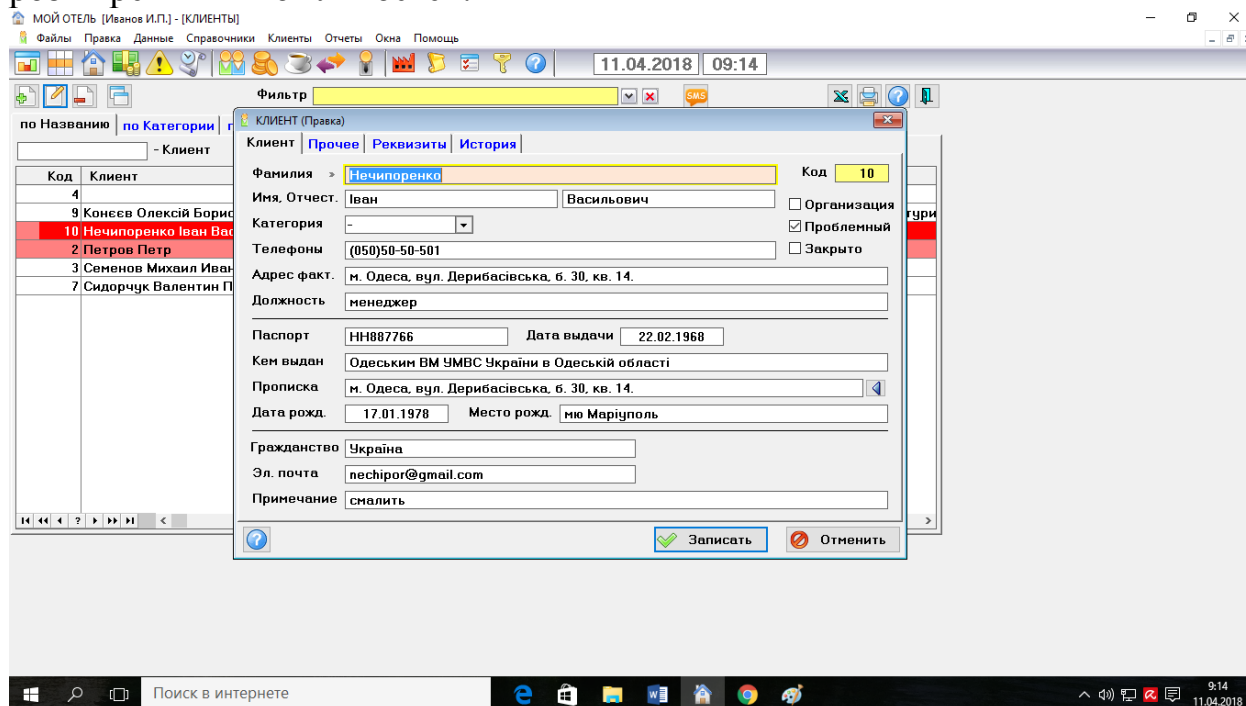 МОЙ ОТЕЛЬ [Иванов И.П.] - [КЛИЕНТЫ]
Файлы Правка Данные Справочники Клиенты Отчеты Окна Помощь
11.04.2018 09:14
Фильтр
SMS
по Названию по Категории
- Клиент
Код Клиент
4
9 Конєєв Олексій Борис
10 Нечипоренко Іван Вас
2 Петров Петр
3 Семенов Михаил Иван
7 Сидорчук Валентин П
тури
КЛИЕНТ (Правка)
Клиент Прочее Реквизиты История
Фамилия » Нечипоренко Код 10
Имя, Отчест. Іван Васильович
Организация
Категория -
Проблемный
Телефоны (050)50-50-501
Закрыто
Адрес факт. м. Одеса, вул. Дерибасівська, б. 30, кв. 14.
Должность менеджер
Паспорт НН887766 Дата выдачи 22.02.1968
Кем выдан Одеським ВМ УМВС України в Одеській області
Прописка м. Одеса, вул. Дерибасівська, б. 30, кв. 14.
Дата рожд. 17.01.1978 Место рожд. мю Маріуполь
Гражданство Україна
Эл. почта nechipor@gmail.com
Примечание смалить
Записать Отменить
Поиск в интернете
9:14
11.04.2018